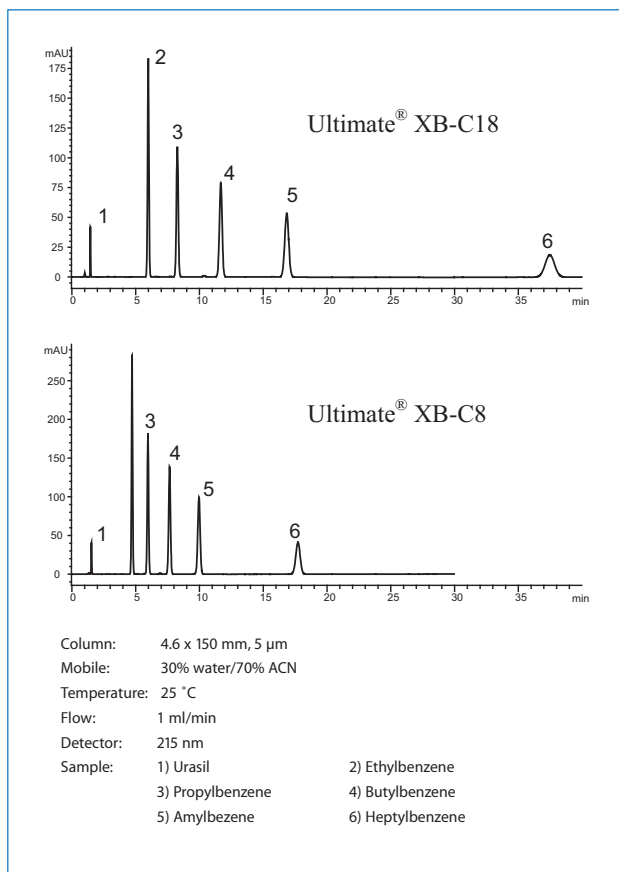 mAU
175
150
125
100
75
50
25
0
1
2
3
4
5
6
Ultimate® XB-C18
0 5 10 15 20 25 30 35 min
mAU
250
200
150
100
50
0
1
3
4
5
6
Ultimate® XB-C8
0 5 10 15 20 25 30 35 min
Column: 4.6 x 150 mm, 5 µm
Mobile: 30% water/70% ACN
Temperature: 25 ˚C
Flow: 1 ml/min
Detector: 215 nm
Sample: 1) Urasil 2) Ethylbenzene
3) Propylbenzene 4) Butylbenzene
5) Amylbezene 6) Heptylbenzene